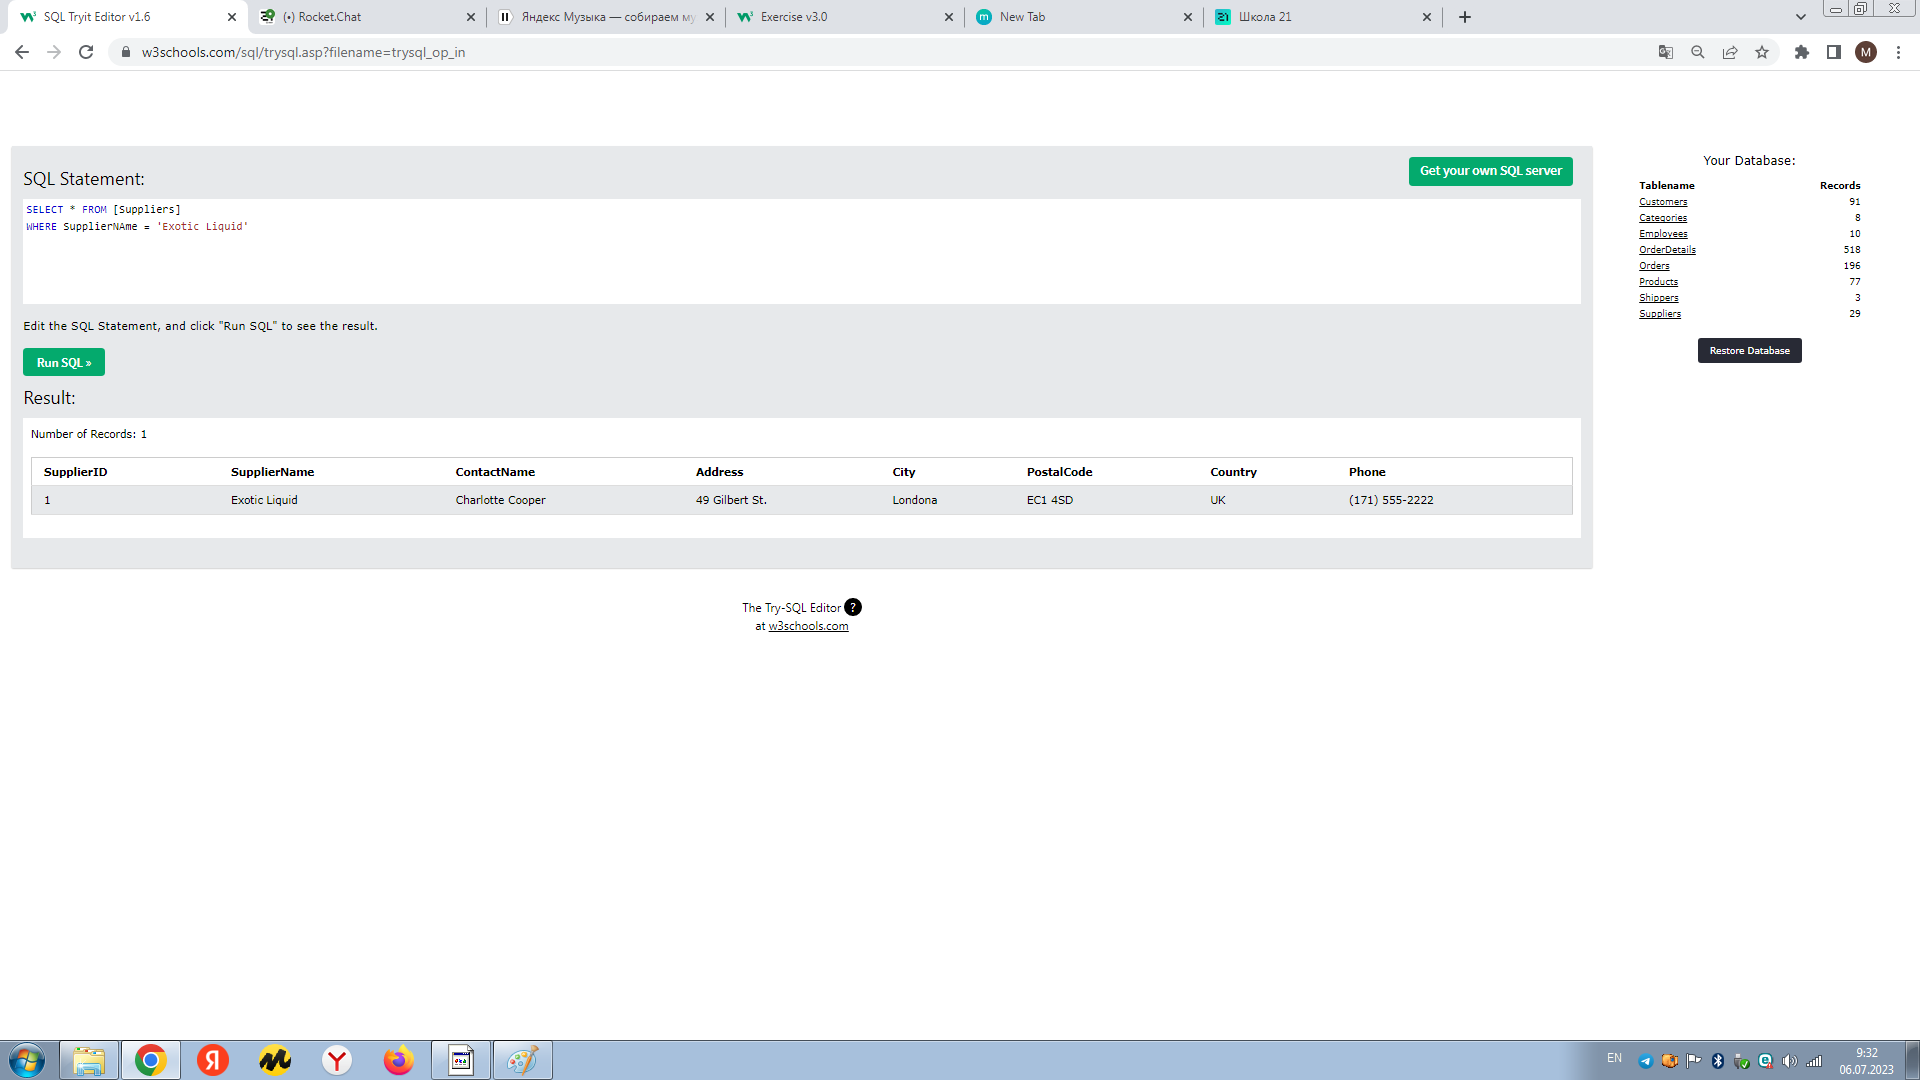 SQL Tryit Editor v1.6
(•) Rocket.Chat
Яндекс Музыка — собираем му
Exercise v3.0
New Tab
Школа 21
w3schools.com/sql/trysql.asp?filename=trysql_op_in
M
SQL Statement:
Get your own SQL server
SELECT * FROM [Suppliers]
WHERE SupplierNAme = 'Exotic Liquid'
Edit the SQL Statement, and click "Run SQL" to see the result.
Run SQL »
Result:
Number of Records: 1
SupplierID SupplierName ContactName Address City PostalCode Country Phone
1 Exotic Liquid Charlotte Cooper 49 Gilbert St. Londona EC1 4SD UK (171) 555-2222
The Try-SQL Editor ?
at w3schools.com
Your Database:
Tablename Records
Customers 91
Categories 8
Employees 10
OrderDetails 518
Orders 196
Products 77
Shippers 3
Suppliers 29
Restore Database
EN
9:32
06.07.2023